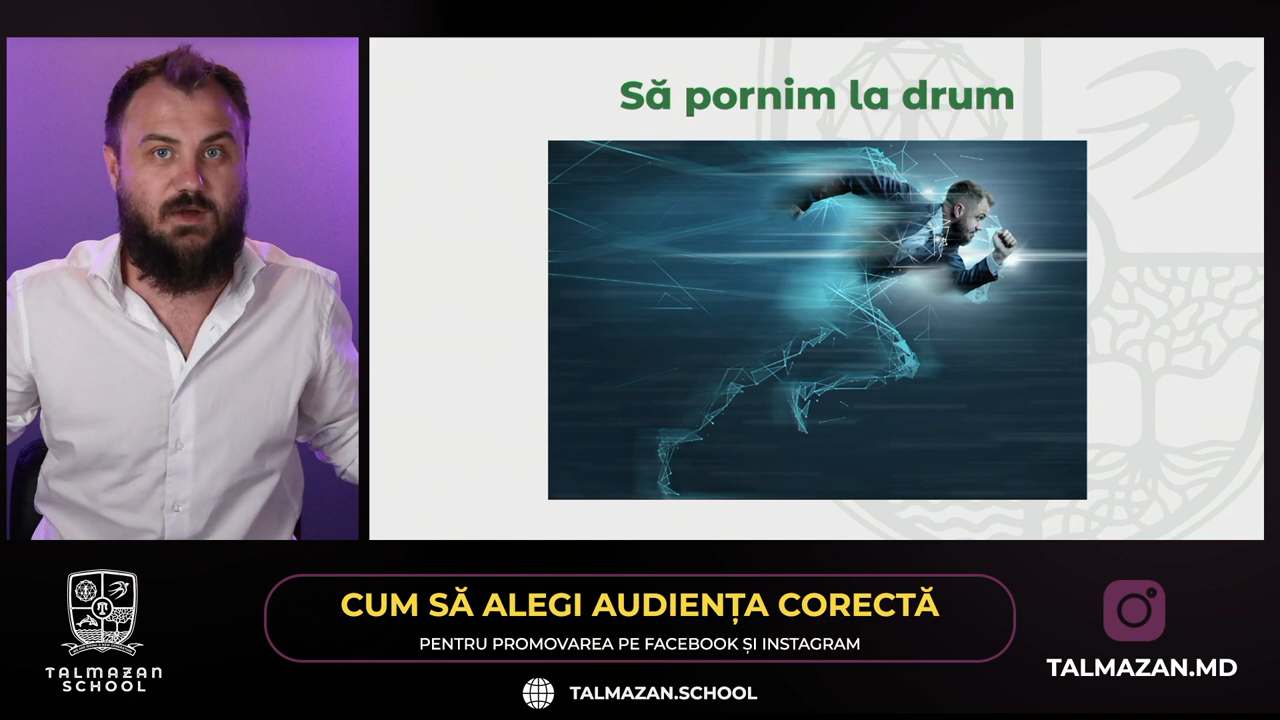 Să pornim la drum
CUM SĂ ALEGI AUDIENȚA CORECTĂ
PENTRU PROMOVAREA PE FACEBOOK ȘI INSTAGRAM
TALMAZAN
SCHOOL
TALMAZAN.SCHOOL
TALMAZAN.MD